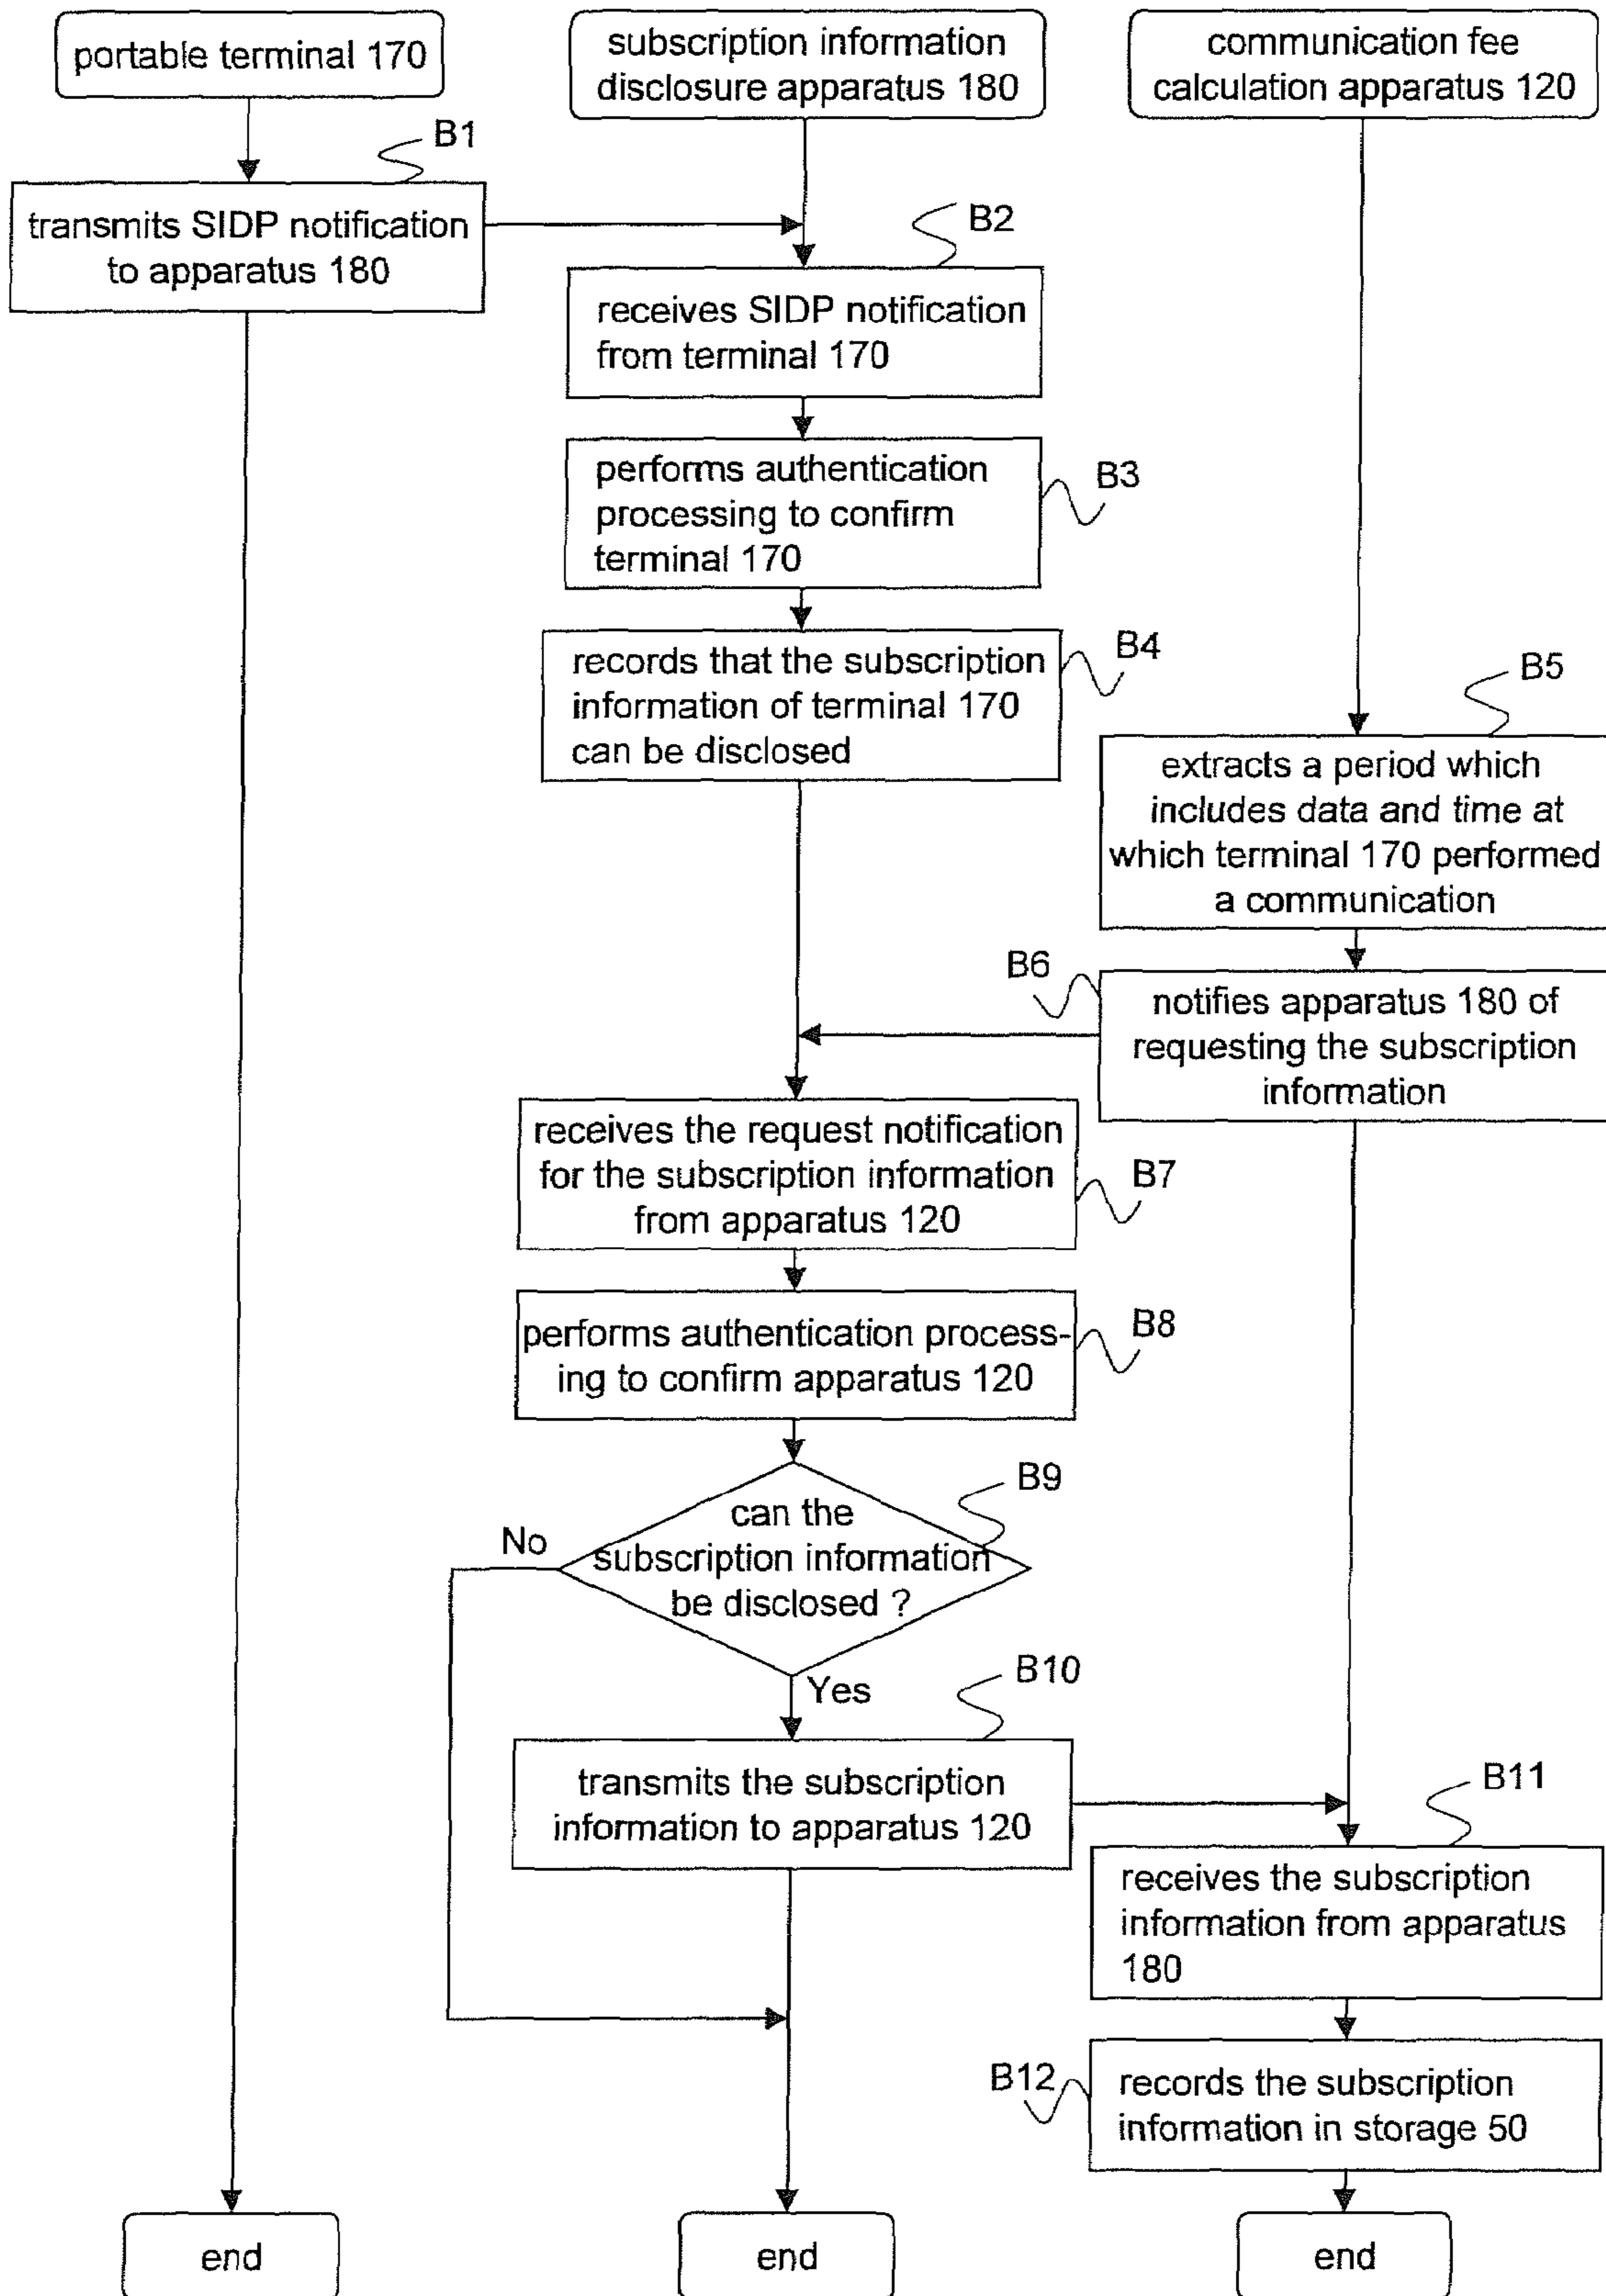 portable terminal 170
subscription information
disclosure apparatus 180
communication fee
calculation apparatus 120
B1
transmits SIDP notification
to apparatus 180
B2
receives SIDP notification
from terminal 170
performs authentication
processing to confirm
terminal 170
B3
records that the subscription
information of terminal 170
can be disclosed
B4
B5
extracts a period which
includes data and time at
which terminal 170 performed
a communication
B6
notifies apparatus 180 of
requesting the subscription
information
receives the request notification
for the subscription information
from apparatus 120
B7
performs authentication process-
ing to confirm apparatus 120
B8
B9
can the
subscription information
be disclosed ?
No
Yes
B10
transmits the subscription
information to apparatus 120
B11
receives the subscription
information from apparatus
180
B12
records the subscription
information in storage 50
end
end
end